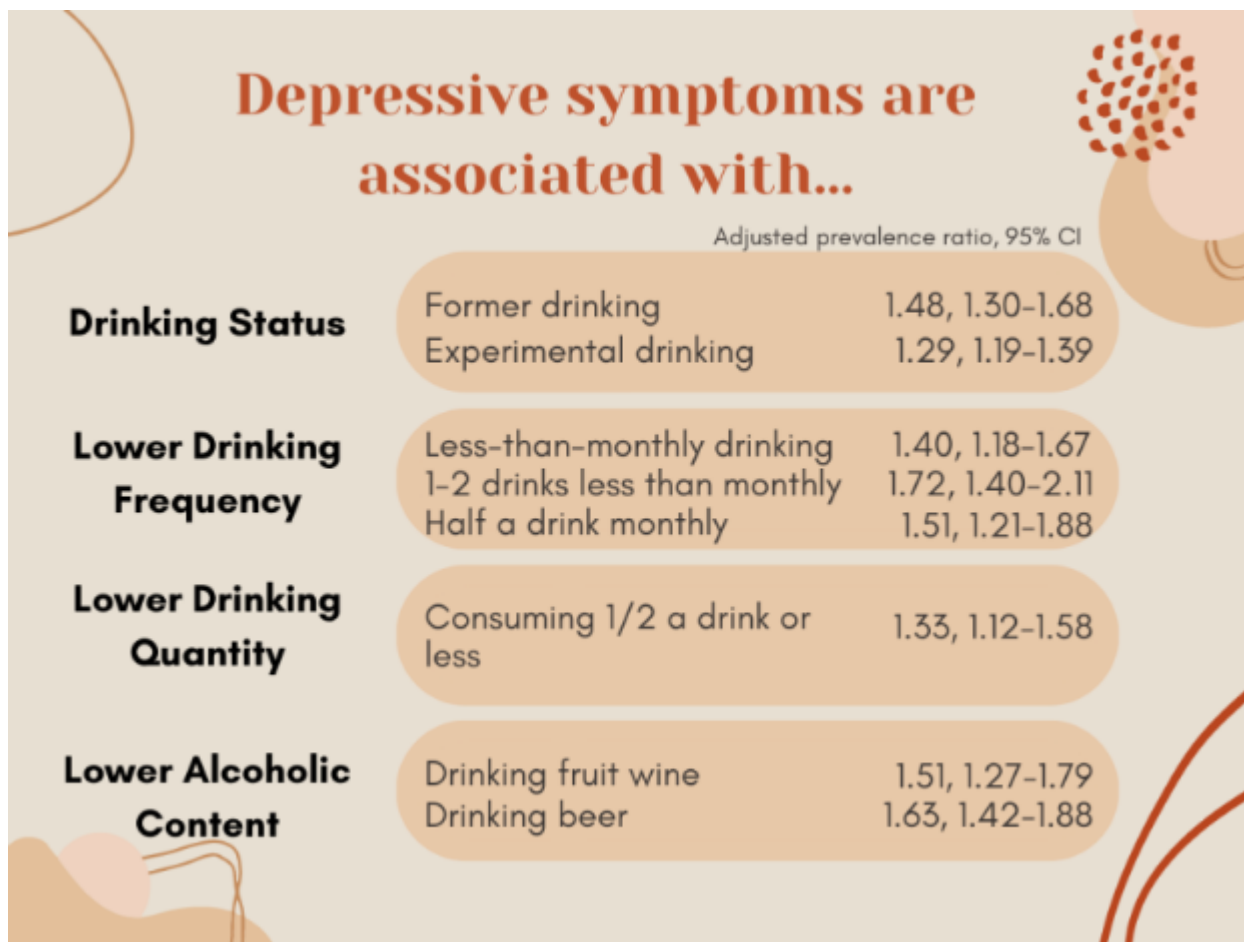 Depressive symptoms are
associated with...
Adjusted prevalence ratio, 95% CI
Drinking Status
Former drinking 1.48, 1.30-1.68
Experimental drinking 1.29, 1.19-1.39
Lower Drinking
Frequency
Less-than-monthly drinking 1.40, 1.18-1.67
1-2 drinks less than monthly 1.72, 1.40-2.11
Half a drink monthly 1.51, 1.21-1.88
Lower Drinking
Quantity
Consuming 1/2 a drink or
less
1.33, 1.12-1.58
Lower Alcoholic
Content
Drinking fruit wine 1.51, 1.27-1.79
Drinking beer 1.63, 1.42-1.88